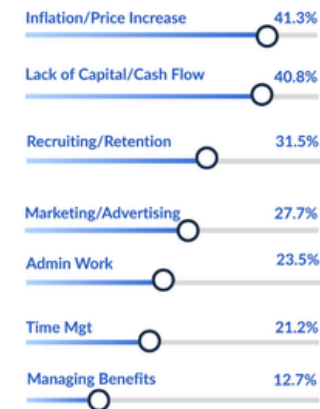 Inflation/Price Increase 41.3%
Lack of Capital/Cash Flow 40.8%
Recruiting/Retention 31.5%
Marketing/Advertising 27.7%
Admin Work 23.5%
Time Mgt 21.2%
Managing Benefits 12.7%